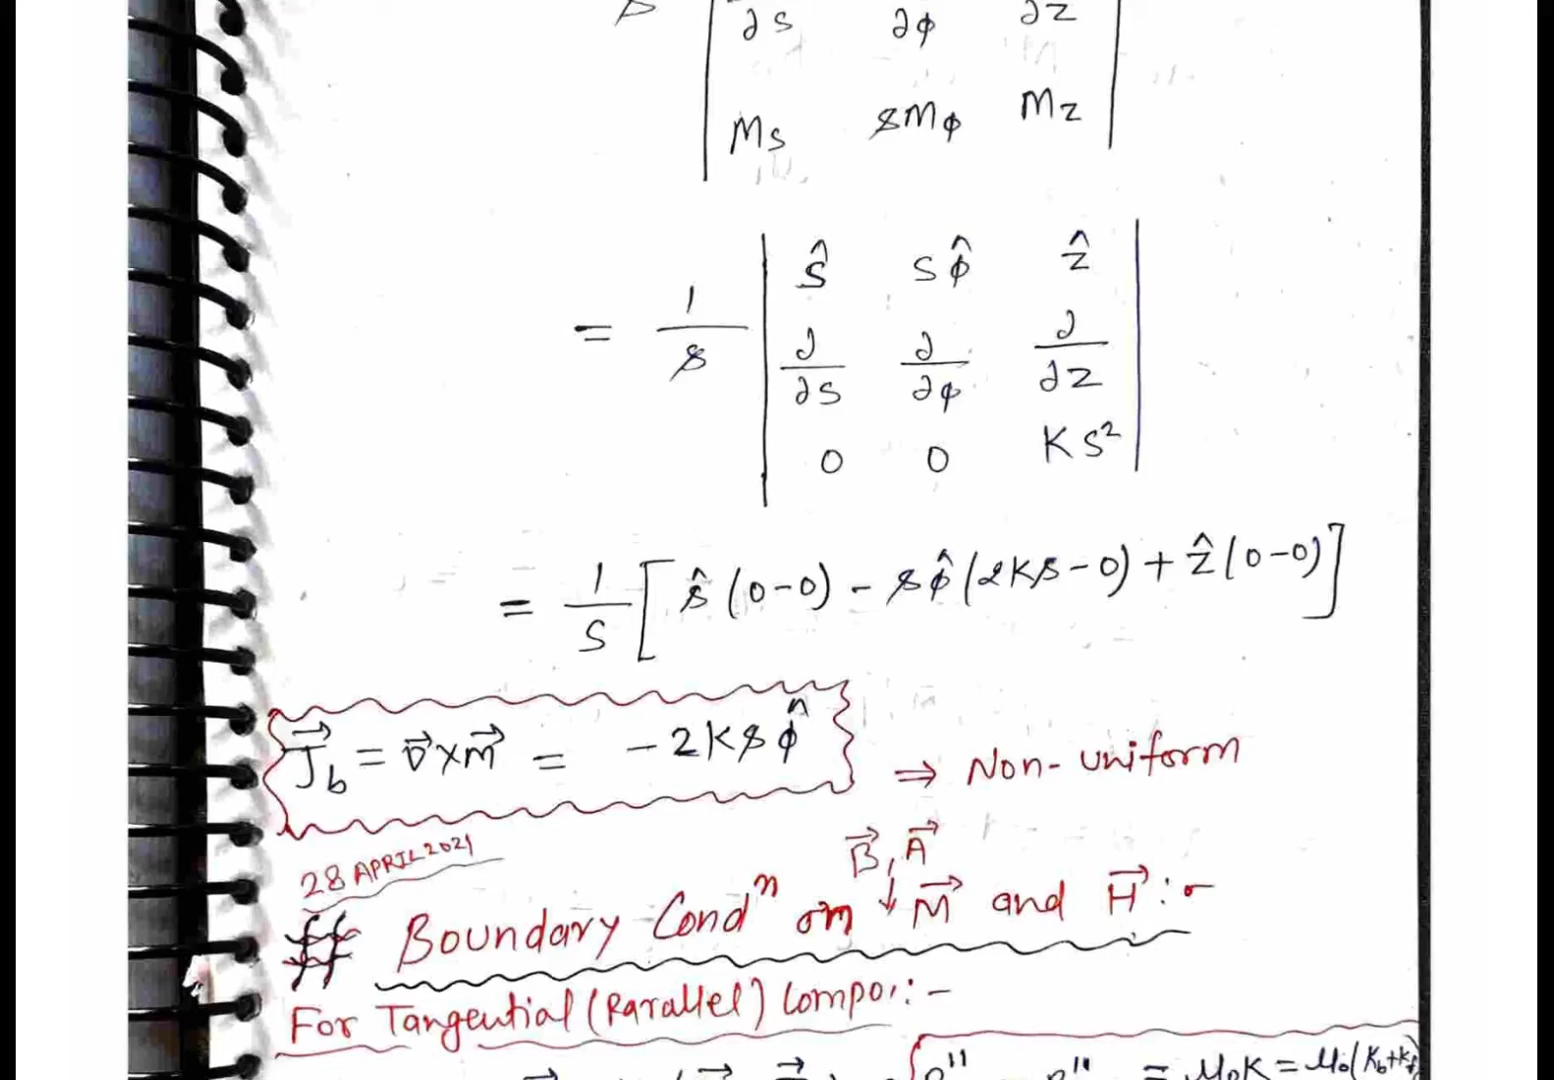 ∂s ∂φ ∂z
Ms sMφ Mz
= 1/s | ŝ sφ̂ ẑ |
| ∂/∂s ∂/∂φ ∂/∂z |
| 0 0 Ks² |
= 1/s [ ŝ (0-0) - sφ̂ (2Ks-0) + ẑ (0-0) ]
J⃗b = ∇⃗×M⃗ = -2Ksφ̂ ⇒ Non-uniform
28 APRIL 2021
B⃗, A⃗
## Boundary Condⁿ on ↓ M⃗ and H⃗ :-
For Tangential (Parallel) Compo:-
= μ₀K = μ₀(Kb+Kf